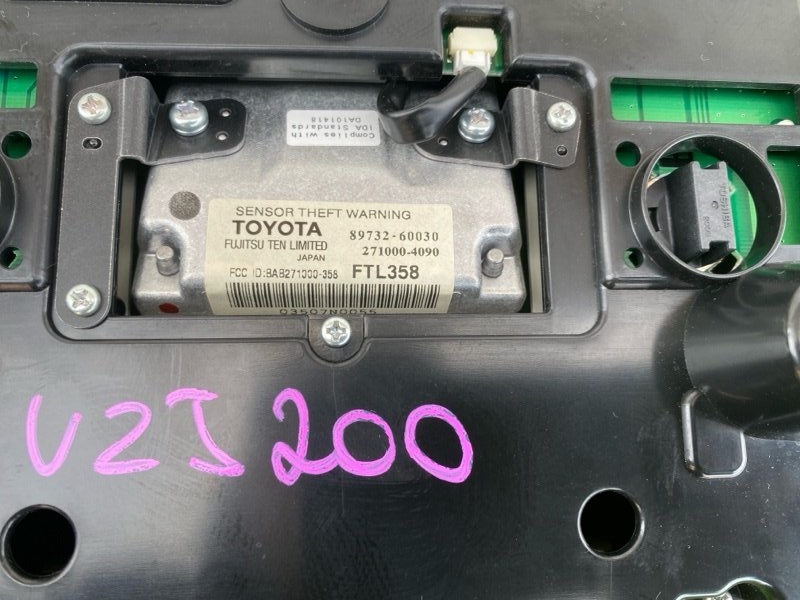 Complies with
IDA Standards
DA101418
SENSOR THEFT WARNING
TOYOTA 89732-60030
FUJITSU TEN LIMITED 271000-4090
JAPAN
FCC ID:BAB271000-358 FTL358
03507N0055
UZJ200